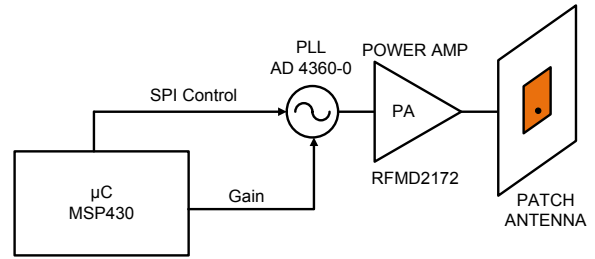 PLL
AD 4360-0
POWER AMP
SPI Control
PA
RFMD2172
µC
MSP430
Gain
PATCH
ANTENNA